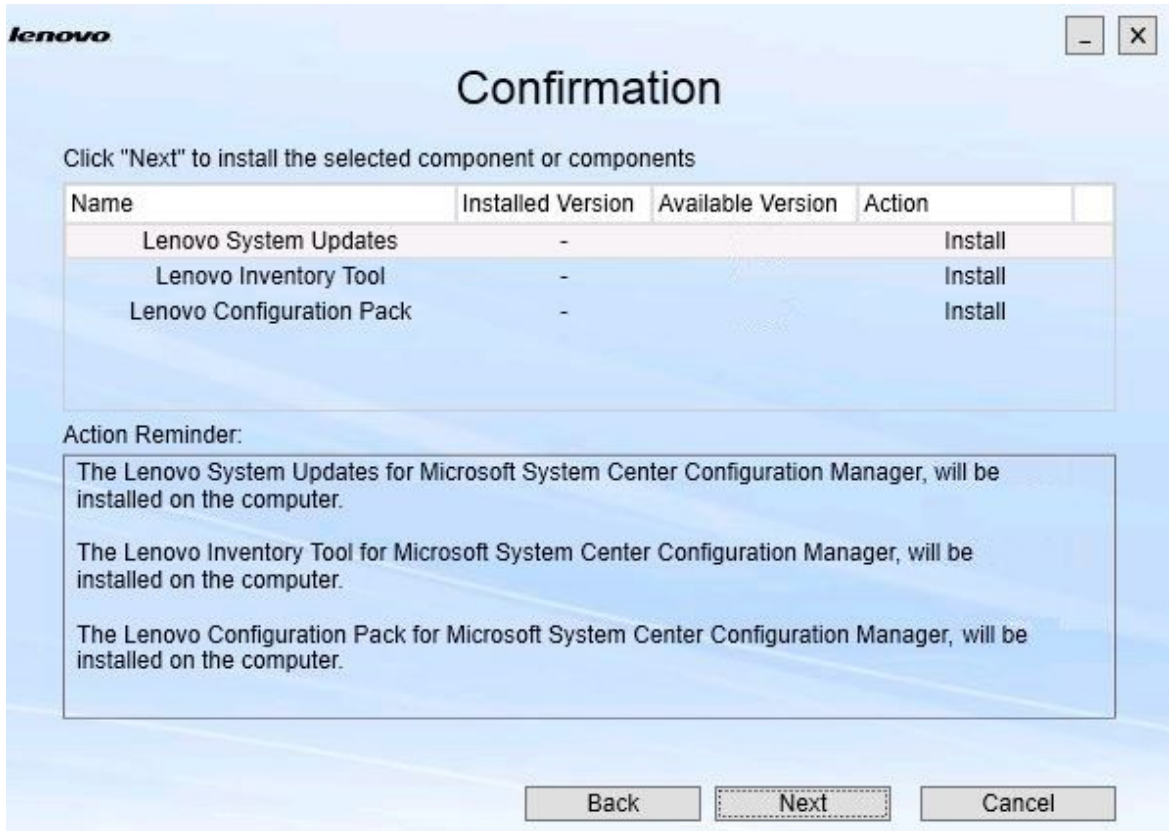 lenovo
Confirmation
Click "Next" to install the selected component or components
Name Installed Version Available Version Action
Lenovo System Updates - Install
Lenovo Inventory Tool - Install
Lenovo Configuration Pack - Install
Action Reminder:
The Lenovo System Updates for Microsoft System Center Configuration Manager, will be
installed on the computer.
The Lenovo Inventory Tool for Microsoft System Center Configuration Manager, will be
installed on the computer.
The Lenovo Configuration Pack for Microsoft System Center Configuration Manager, will be
installed on the computer.
Back Next Cancel